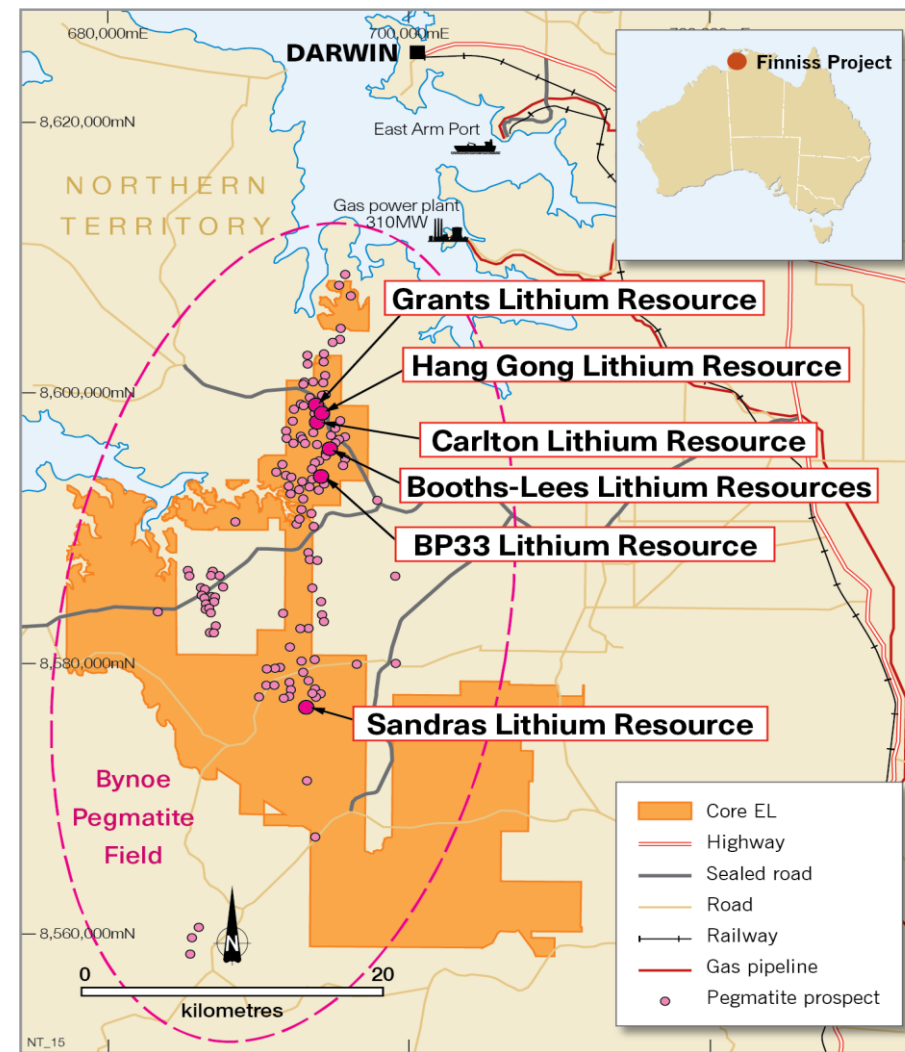 680,000mE
700,000mE
DARWIN
Finniss Project
8,620,000mN
East Arm Port
NORTHERN
TERRITORY
Gas power plant
310MW
Grants Lithium Resource
Hang Gong Lithium Resource
8,600,000mN
Carlton Lithium Resource
Booths-Lees Lithium Resources
BP33 Lithium Resource
8,580,000mN
Sandras Lithium Resource
Bynoe
Pegmatite
Field
Core EL
Highway
Sealed road
Road
Railway
Gas pipeline
Pegmatite prospect
8,560,000mN
N
0
20
kilometres
NT_15